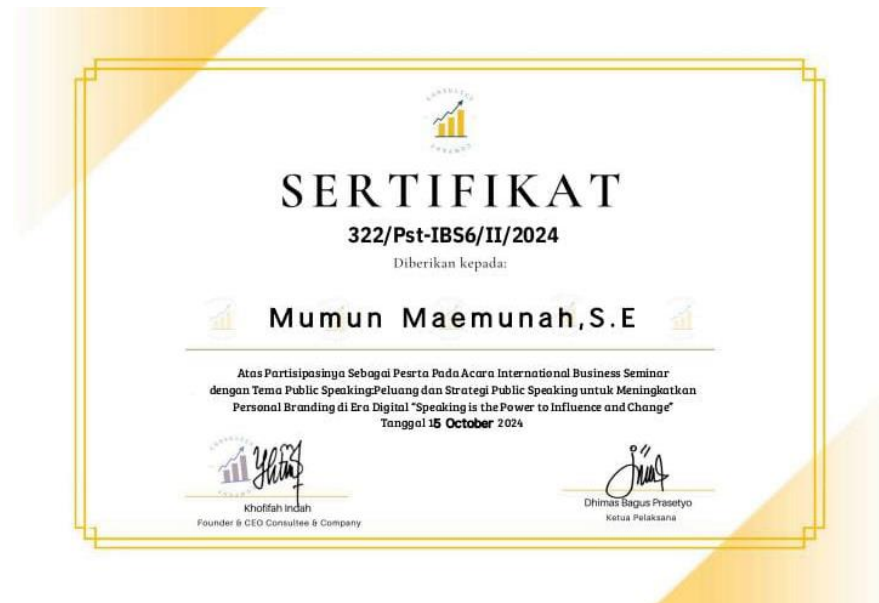 CONSULTEE
SERTIFIKAT
322/Pst-IBS6/II/2024
Diberikan kepada:
Mumun Maemunah,S.E
Atas Partisipasinya Sebagai Pesrta Pada Acara International Business Seminar
dengan Tema Public Speaking:Peluang dan Strategi Public Speaking untuk Meningkatkan
Personal Branding di Era Digital “Speaking is the Power to Influence and Change”
Tanggal 15 October 2024
Khofifah Indah
Founder & CEO Consultee & Company
Dhimas Bagus Prasetyo
Ketua Pelaksana